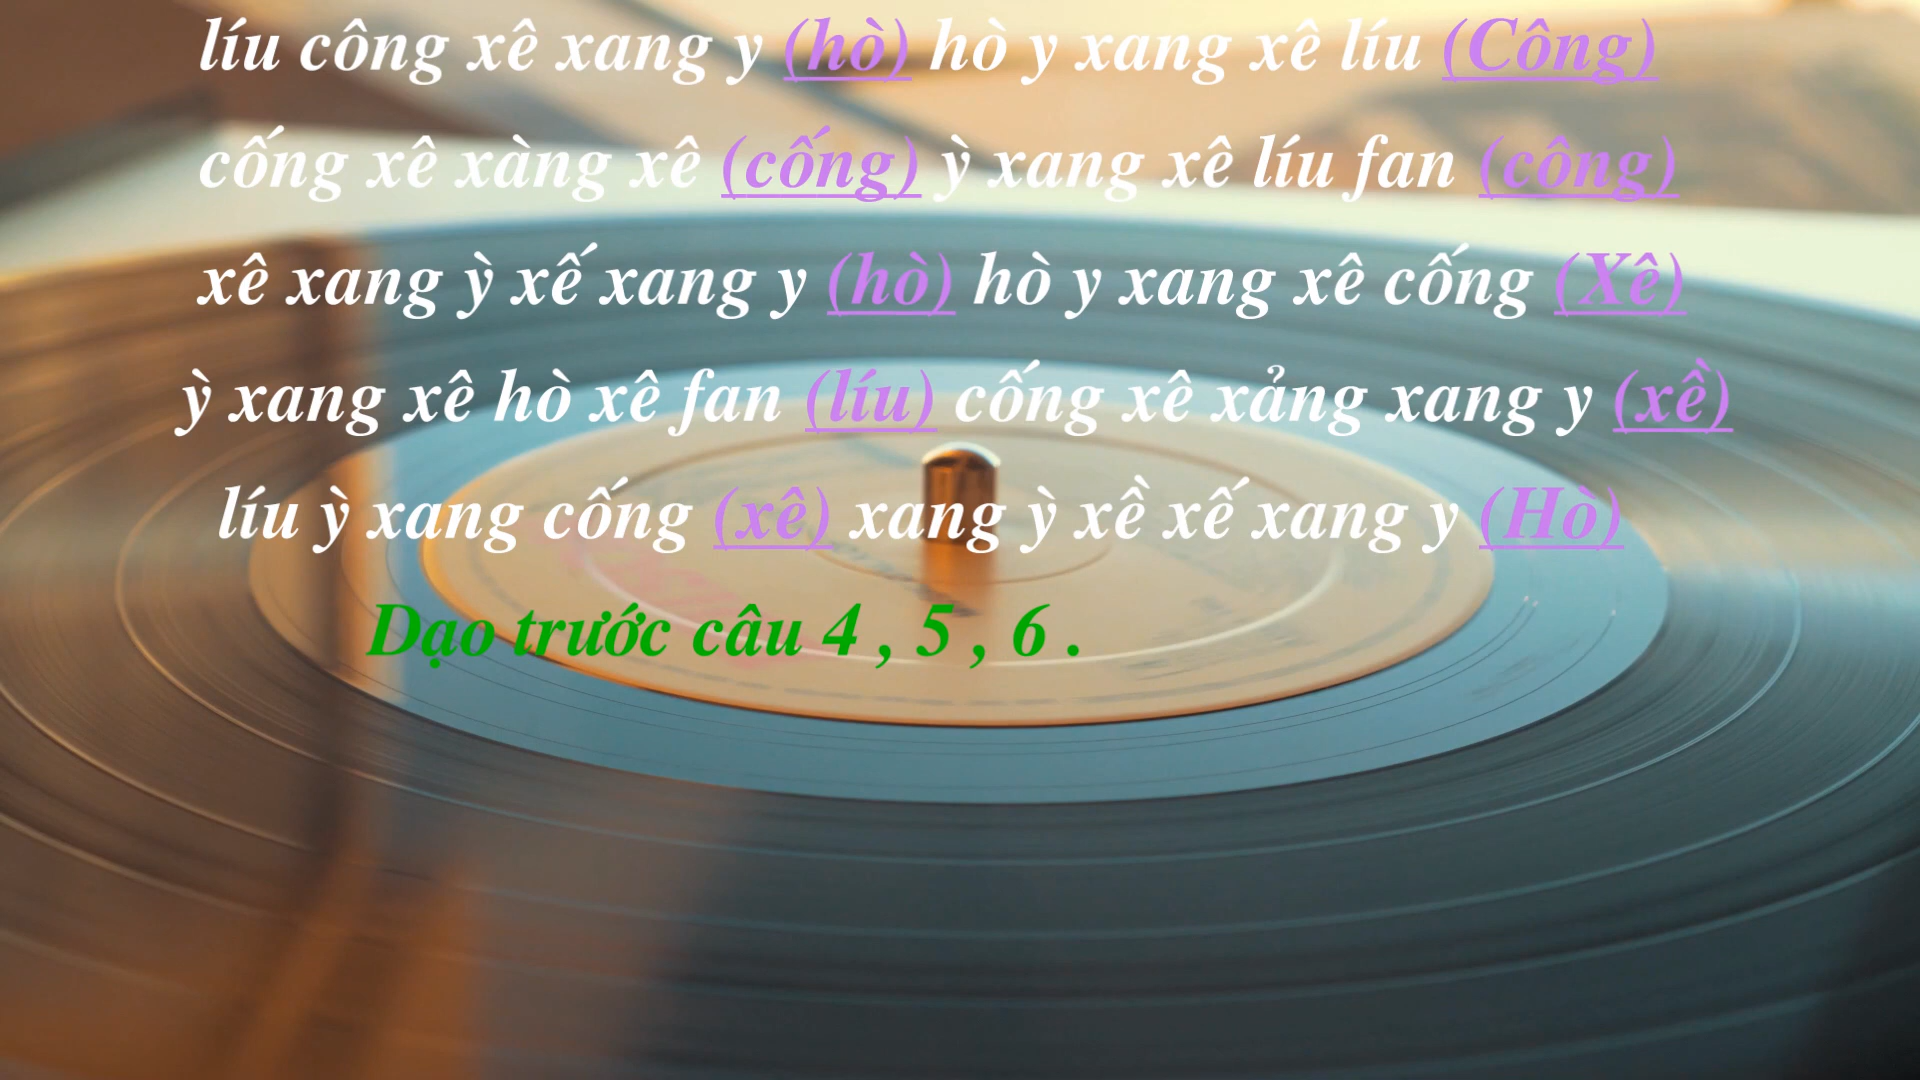 líu công xê xang y (hò) hò y xang xê líu (Công)
cống xê xàng xê (cống) ỳ xang xê líu fan (công)
xê xang ỳ xế xang y (hò) hò y xang xê cống (Xê)
ỳ xang xê hò xê fan (líu) cống xê xảng xang y (xề)
líu ỳ xang cống (xê) xang ỳ xề xế xang y (Hò)
Dạo trước câu 4 , 5 , 6 .